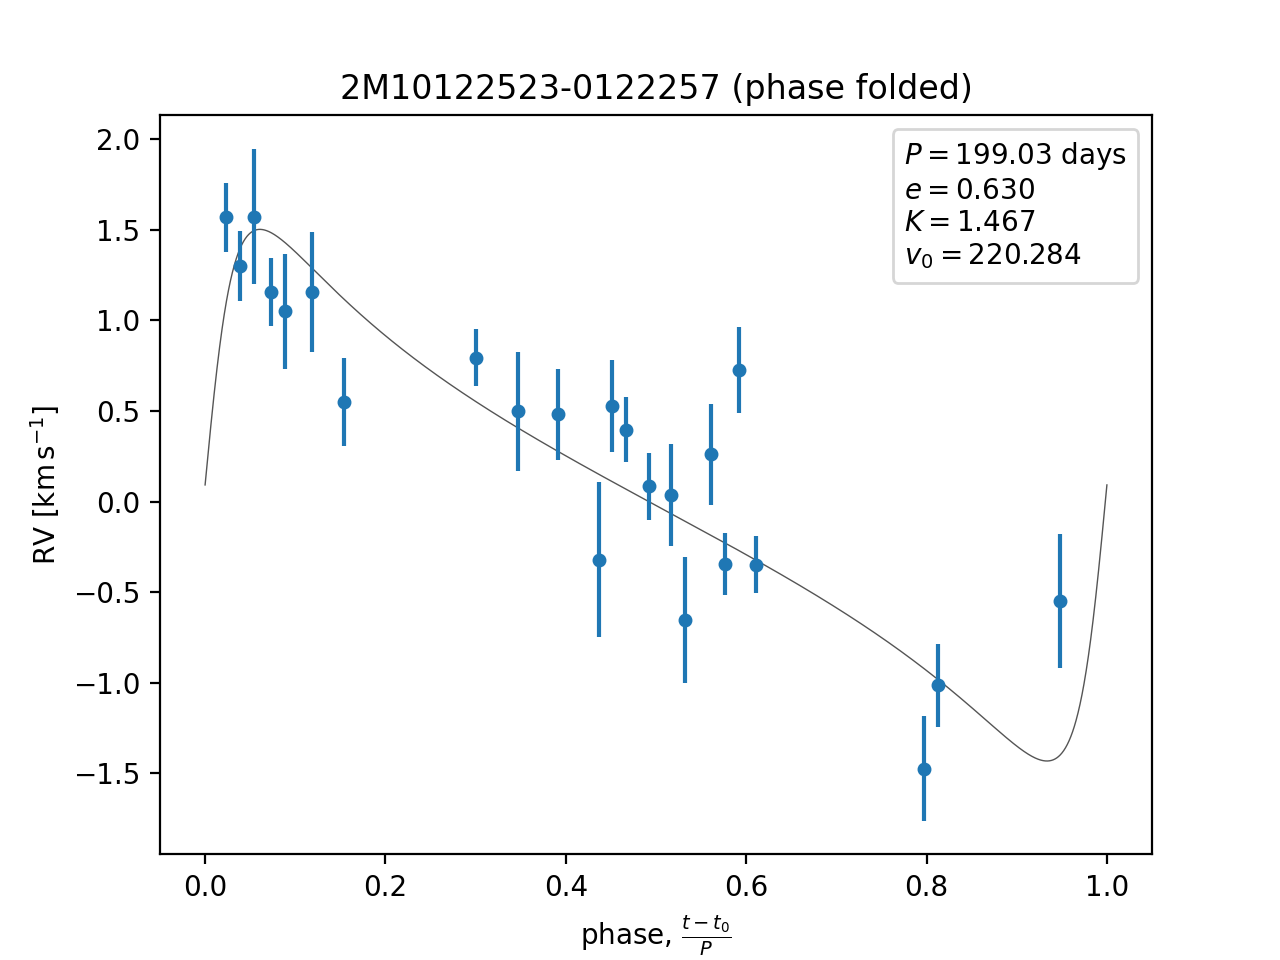 2M10122523-0122257 (phase folded)
P = 199.03 days
e = 0.630
K = 1.467
v₀ = 220.284
RV [km s⁻¹]
2.0
1.5
1.0
0.5
0.0
−0.5
−1.0
−1.5
0.0 0.2 0.4 0.6 0.8 1.0
phase, (t − t₀)/P